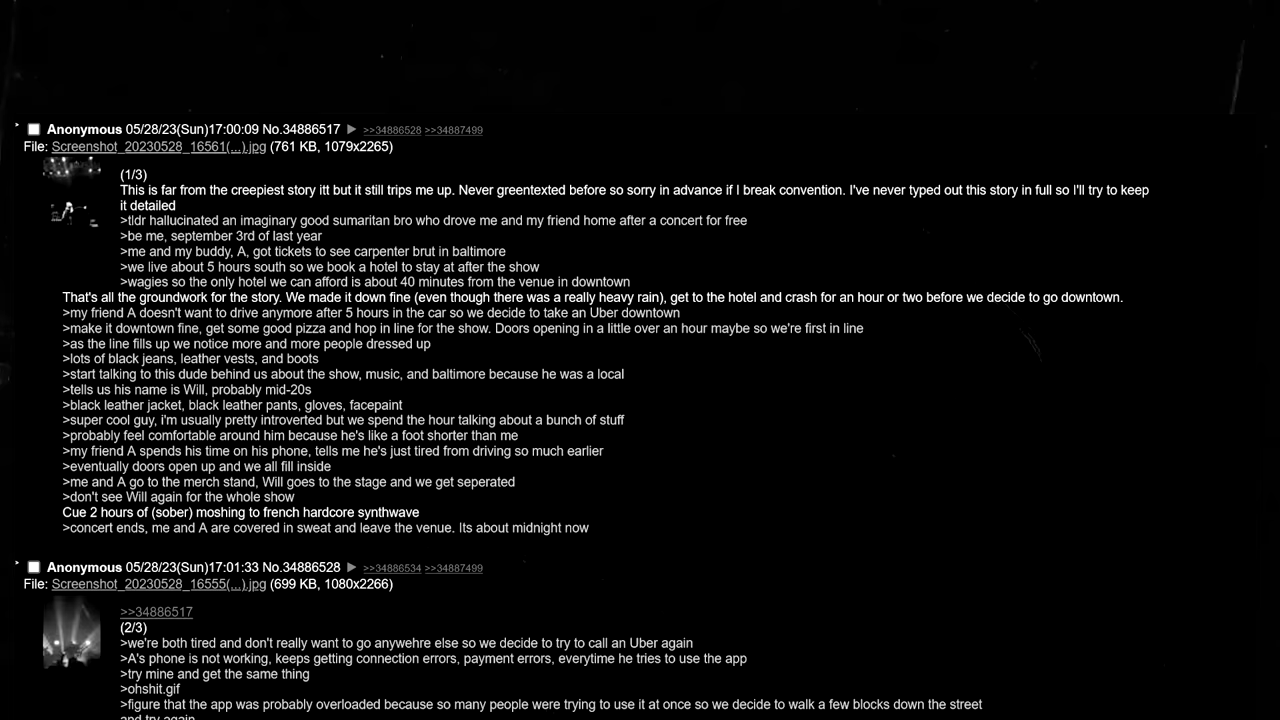 Anonymous 05/28/23(Sun)17:00:09 No.34886517 ▶ >>34886528 >>34887499
File: Screenshot_20230528_16561(...).jpg (761 KB, 1079x2265)
(1/3)
This is far from the creepiest story itt but it still trips me up. Never greentexted before so sorry in advance if I break convention. I've never typed out this story in full so I'll try to keep
it detailed
>tldr hallucinated an imaginary good sumaritan bro who drove me and my friend home after a concert for free
>be me, september 3rd of last year
>me and my buddy, A, got tickets to see carpenter brut in baltimore
>we live about 5 hours south so we book a hotel to stay at after the show
>wagies so the only hotel we can afford is about 40 minutes from the venue in downtown
That's all the groundwork for the story. We made it down fine (even though there was a really heavy rain), get to the hotel and crash for an hour or two before we decide to go downtown.
>my friend A doesn't want to drive anymore after 5 hours in the car so we decide to take an Uber downtown
>make it downtown fine, get some good pizza and hop in line for the show. Doors opening in a little over an hour maybe so we're first in line
>as the line fills up we notice more and more people dressed up
>lots of black jeans, leather vests, and boots
>start talking to this dude behind us about the show, music, and baltimore because he was a local
>tells us his name is Will, probably mid-20s
>black leather jacket, black leather pants, gloves, facepaint
>super cool guy, i'm usually pretty introverted but we spend the hour talking about a bunch of stuff
>probably feel comfortable around him because he's like a foot shorter than me
>my friend A spends his time on his phone, tells me he's just tired from driving so much earlier
>eventually doors open up and we all fill inside
>me and A go to the merch stand, Will goes to the stage and we get seperated
>don't see Will again for the whole show
Cue 2 hours of (sober) moshing to french hardcore synthwave
>concert ends, me and A are covered in sweat and leave the venue. Its about midnight now
Anonymous 05/28/23(Sun)17:01:33 No.34886528 ▶ >>34886534 >>34887499
File: Screenshot_20230528_16555(...).jpg (699 KB, 1080x2266)
>>34886517
(2/3)
>we're both tired and don't really want to go anywehre else so we decide to try to call an Uber again
>A's phone is not working, keeps getting connection errors, payment errors, everytime he tries to use the app
>try mine and get the same thing
>ohshit.gif
>figure that the app was probably overloaded because so many people were trying to use it at once so we decide to walk a few blocks down the street
and try again